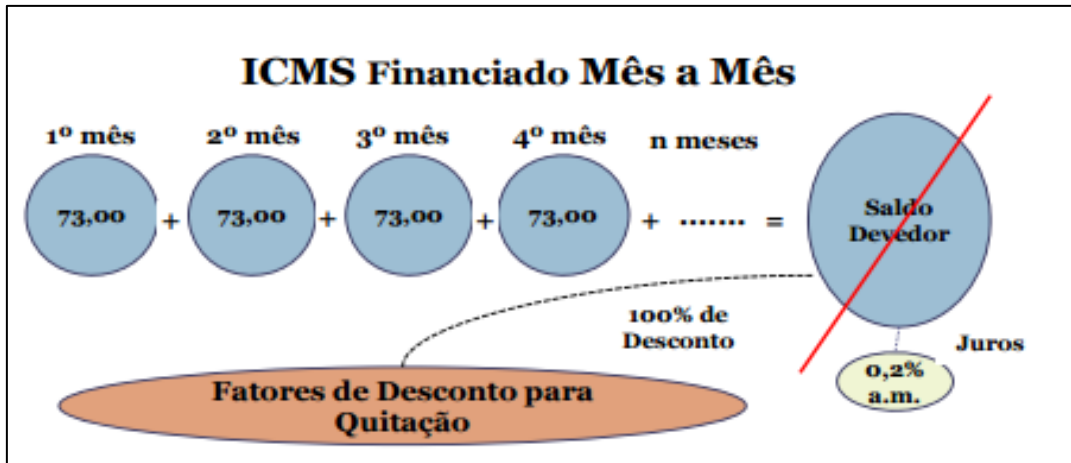 ICMS Financiado Mês a Mês
1º mês 2º mês 3º mês 4º mês n meses
73,00 + 73,00 + 73,00 + 73,00 + ....... =
Saldo
Devedor
100% de
Desconto
Juros
0,2%
a.m.
Fatores de Desconto para
Quitação